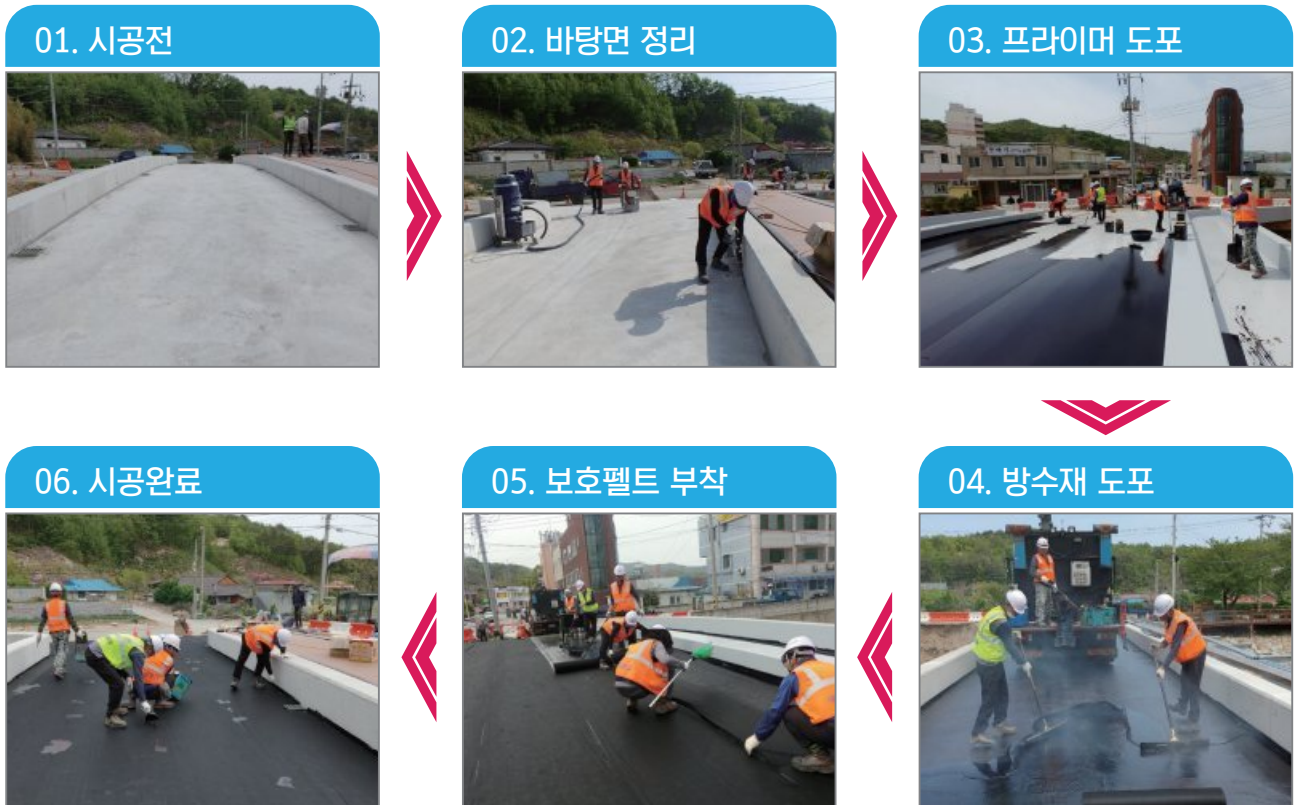 01. 시공전
02. 바탕면 정리
03. 프라이머 도포
04. 방수재 도포
05. 보호펠트 부착
06. 시공완료